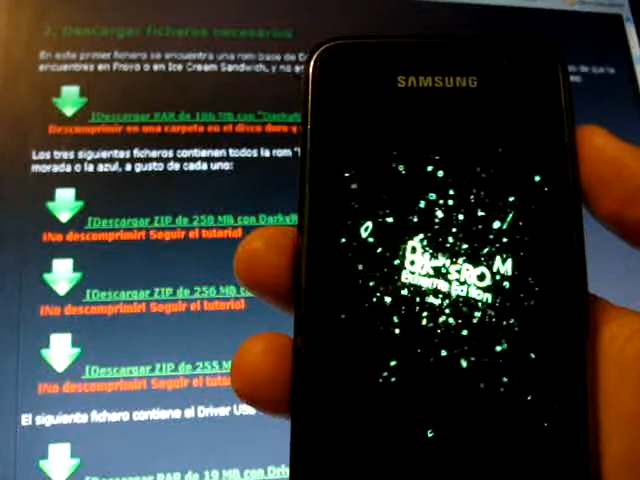 2. Descargar ficheros necesarios
En este primer fichero se encuentra una rom base de D
encuentres en Froyo o en Ice Cream Sandwich, y no es
[Descargar RAR de 186 MB con "Darky
Descomprimir en una carpeta en el disco duro y
Los tres siguientes ficheros contienen todos la rom "
morada o la azul, a gusto de cada uno:
[Descargar ZIP de 258 MB con DarkyR
¡No descomprimir! Seguir el tutorial
[Descargar ZIP de 256 MB co
¡No descomprimir! Seguir el tutorial
[Descargar ZIP de 255 M
¡No descomprimir! Seguir el tuto
El siguiente fichero contiene el Driver USB
[Descargar RAR de 19 MB con Driv
SAMSUNG
Extreme Edition